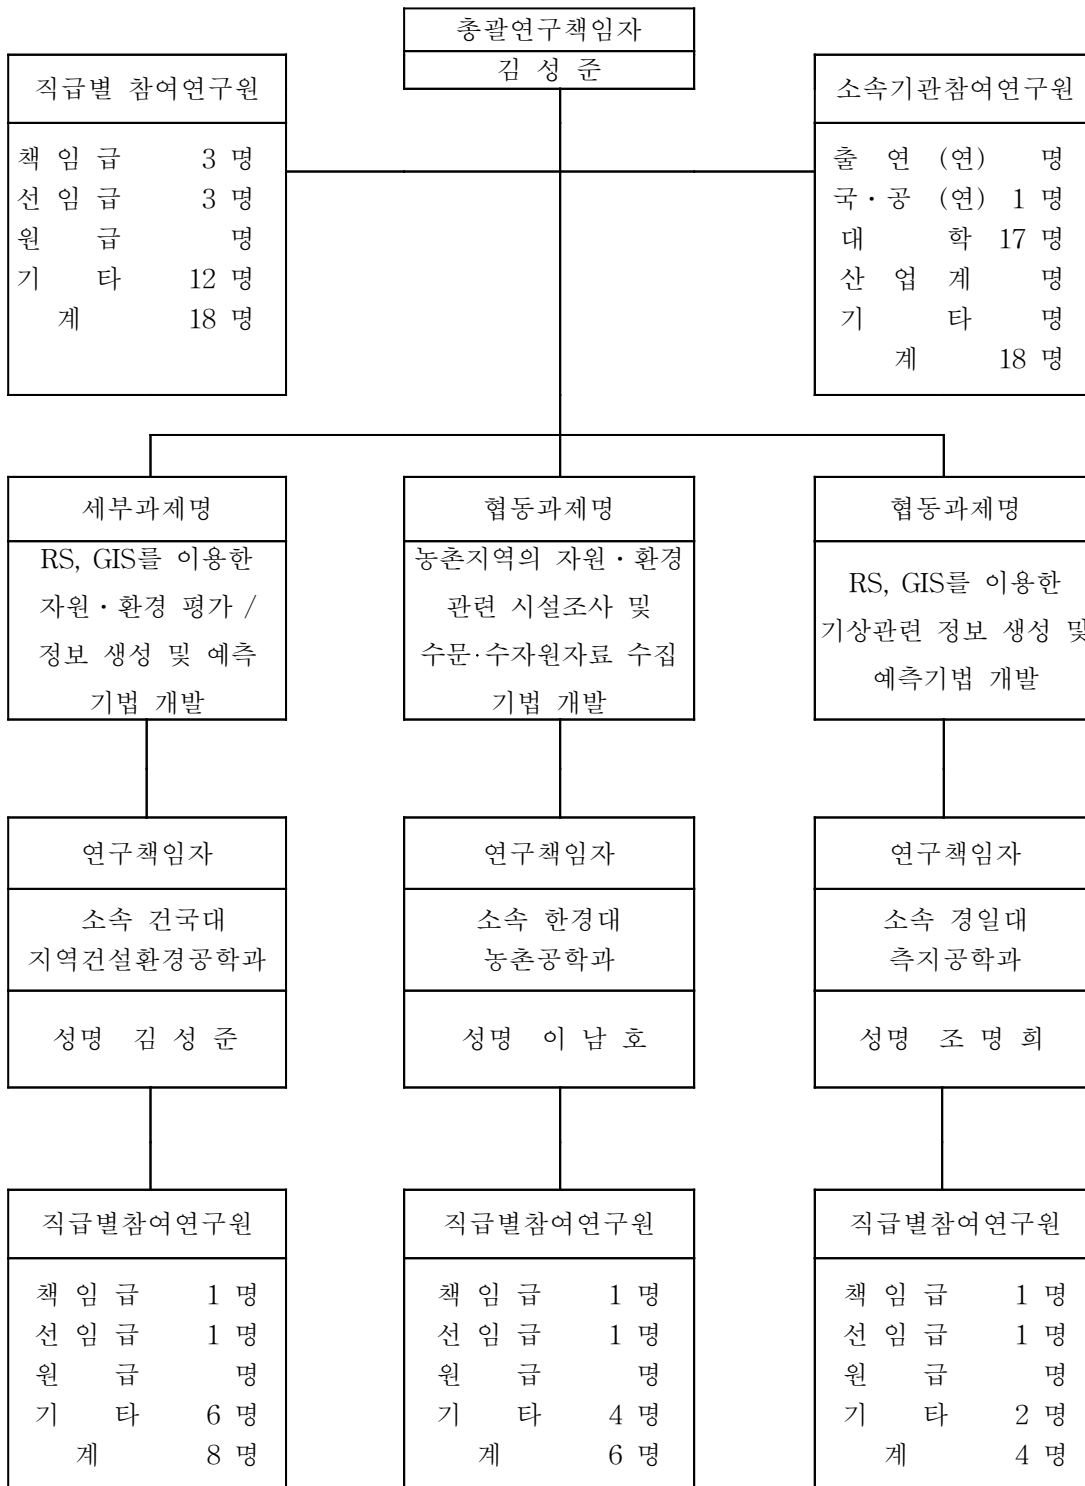 총괄연구책임자
김 성 준
직급별 참여연구원
책 임 급 3 명
선 임 급 3 명
원 급 명
기 타 12 명
계 18 명
소속기관참여연구원
출 연 (연) 명
국·공 (연) 1 명
대 학 17 명
산 업 계 명
기 타 명
계 18 명
세부과제명
RS, GIS를 이용한
자원·환경 평가 /
정보 생성 및 예측
기법 개발
협동과제명
농촌지역의 자원·환경
관련 시설조사 및
수문·수자원자료 수집
기법 개발
협동과제명
RS, GIS를 이용한
기상관련 정보 생성 및
예측기법 개발
연구책임자
소속 건국대
지역건설환경공학과
성명 김 성 준
연구책임자
소속 한경대
농촌공학과
성명 이 남 호
연구책임자
소속 경일대
측지공학과
성명 조 명 희
직급별참여연구원
책 임 급 1 명
선 임 급 1 명
원 급 명
기 타 6 명
계 8 명
직급별참여연구원
책 임 급 1 명
선 임 급 1 명
원 급 명
기 타 4 명
계 6 명
직급별참여연구원
책 임 급 1 명
선 임 급 1 명
원 급 명
기 타 2 명
계 4 명